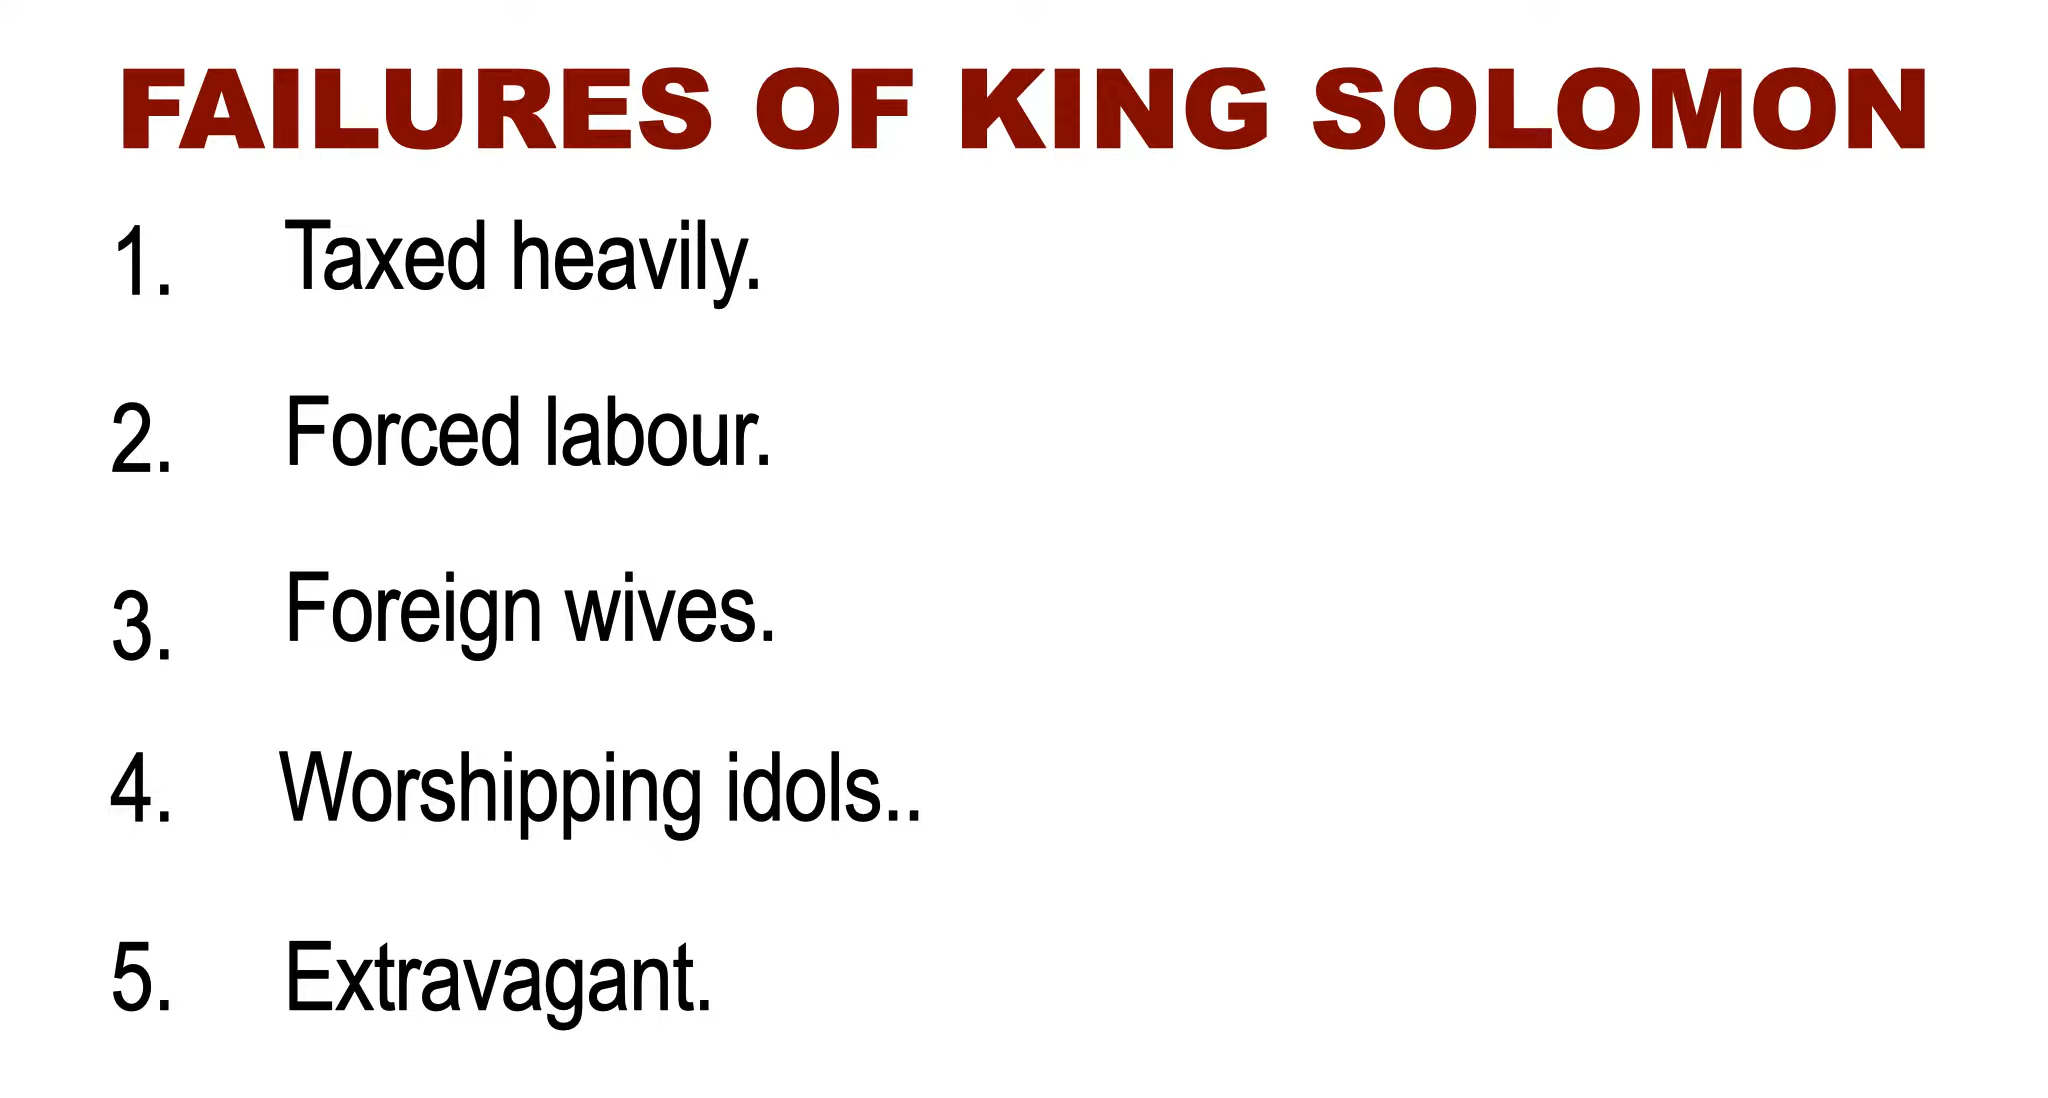 FAILURES OF KING SOLOMON
1. Taxed heavily.
2. Forced labour.
3. Foreign wives.
4. Worshipping idols..
5. Extravagant.